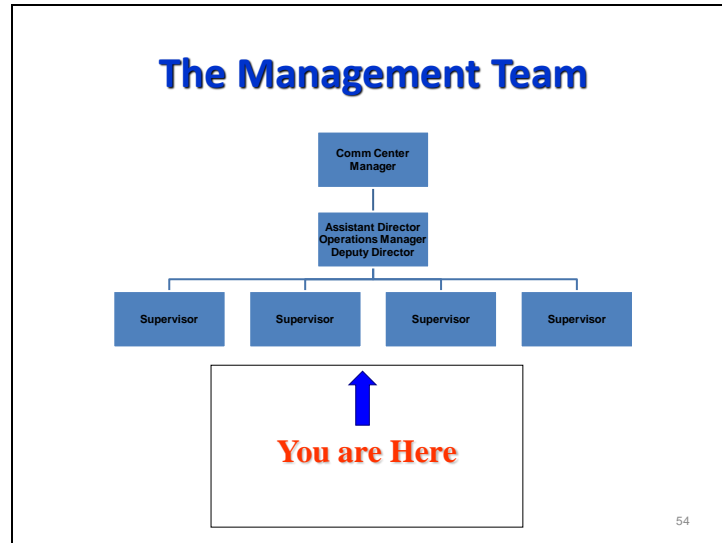 The Management Team
Comm Center
Manager
Assistant Director
Operations Manager
Deputy Director
Supervisor
Supervisor
Supervisor
Supervisor
You are Here
54